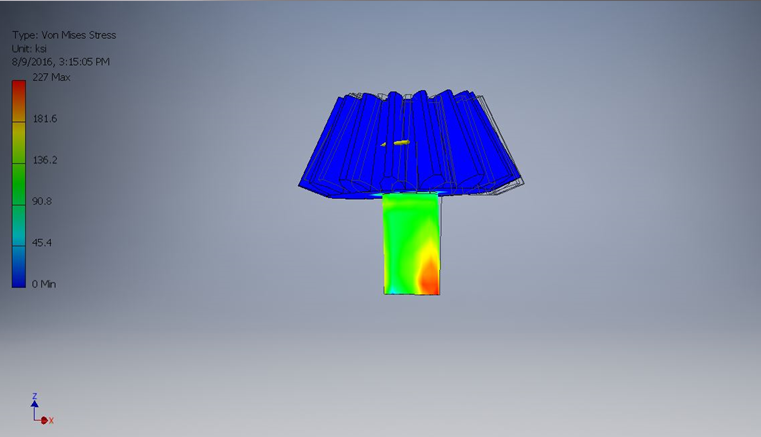 Type: Von Mises Stress
Unit: ksi
8/9/2016, 3:15:05 PM
227 Max
181.6
136.2
90.8
45.4
0 Min
Z
X